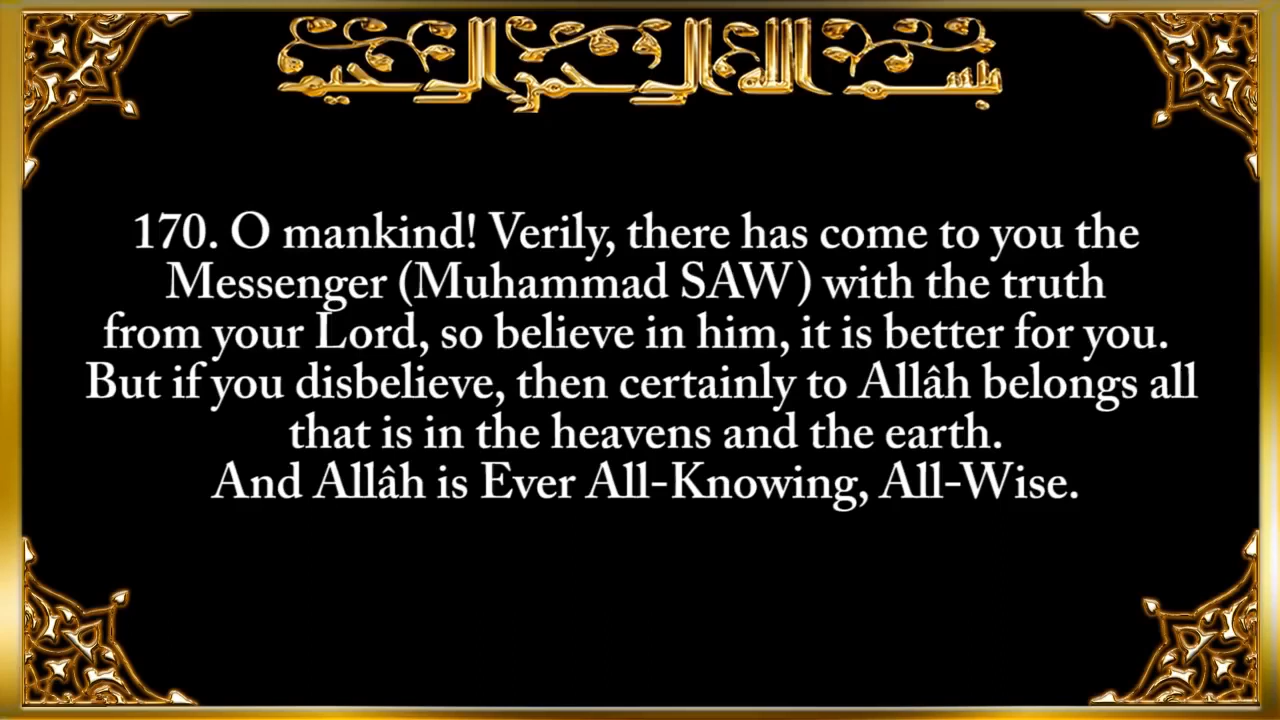 بسم الله الرحمن الرحيم
170. O mankind! Verily, there has come to you the
Messenger (Muhammad SAW) with the truth
from your Lord, so believe in him, it is better for you.
But if you disbelieve, then certainly to Allâh belongs all
that is in the heavens and the earth.
And Allâh is Ever All-Knowing, All-Wise.